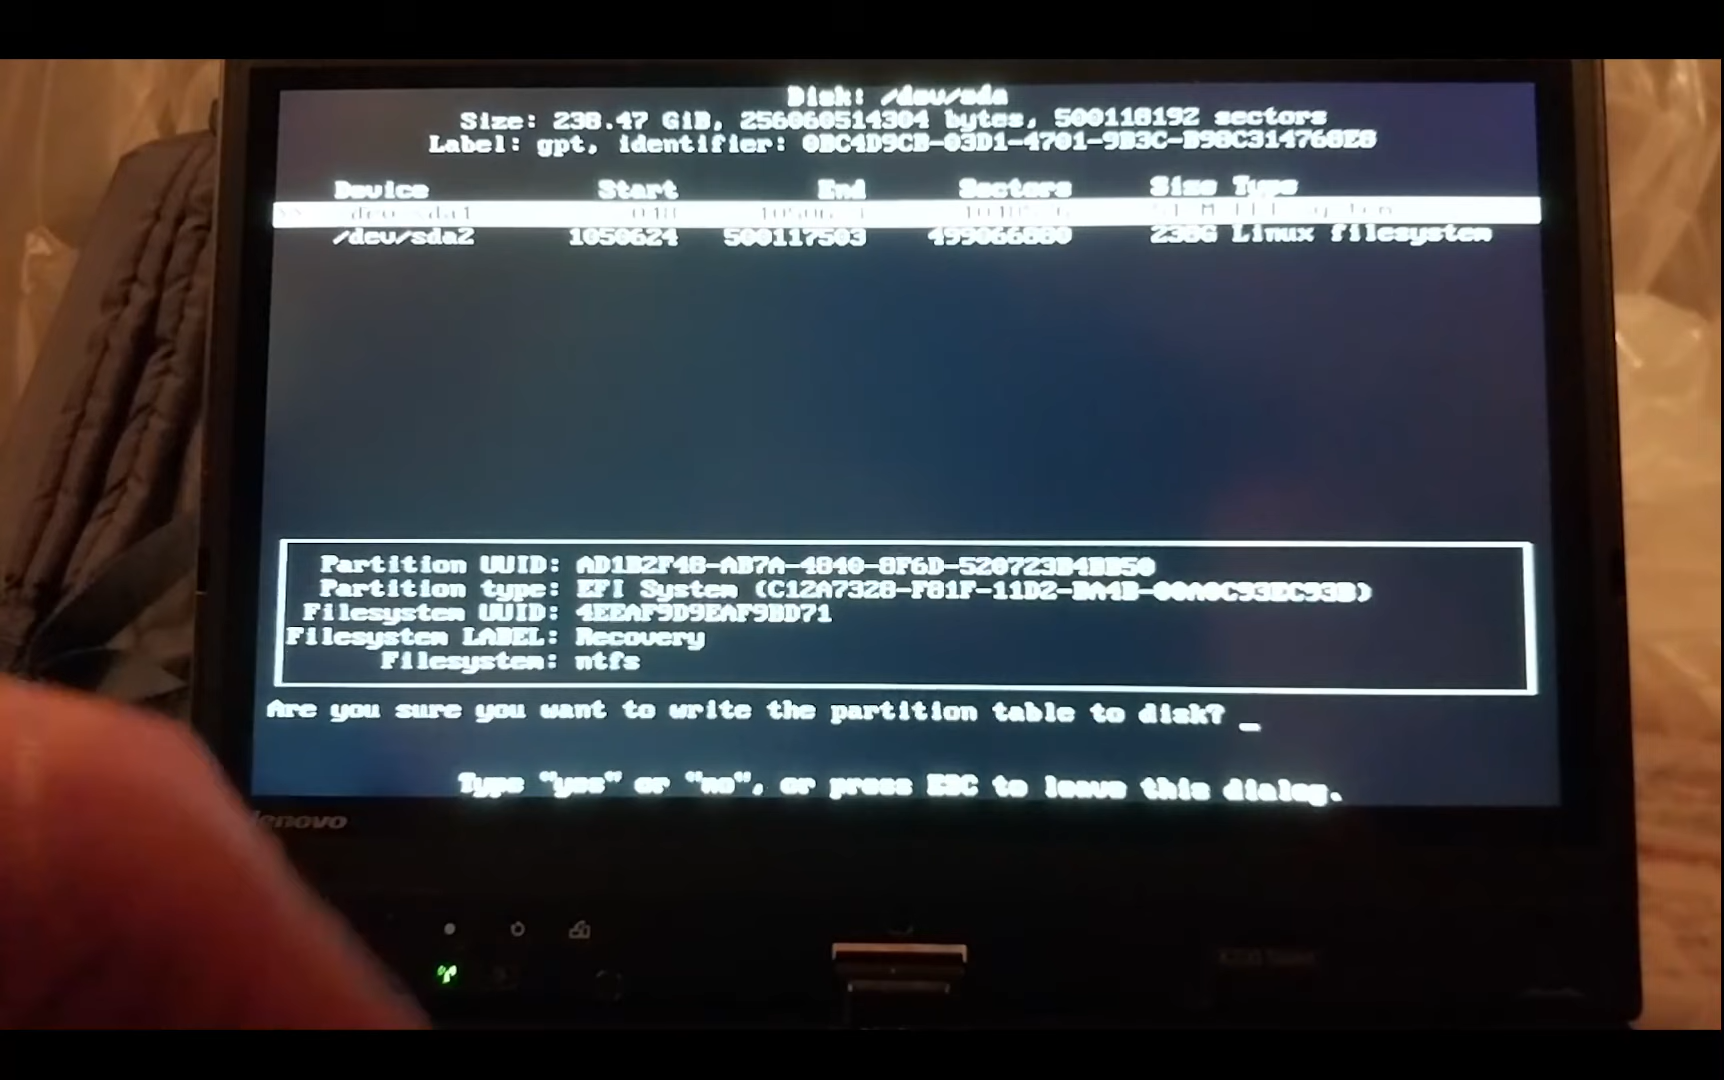 Disk: /dev/sda
Size: 238.47 GiB, 256060514304 bytes, 500118192 sectors
Label: gpt, identifier: 0BC4D9CB-03D1-4701-9B3C-B98C314760E8
Device Start End Sectors Size Type
/dev/sda2 1050624 500117503 499066880 238G Linux filesystem
Partition UUID: AD1B2F48-AB7A-4840-8F6D-520723B4BB50
Partition type: EFI System (C12A7328-F81F-11D2-BA4B-00A0C93EC93B)
Filesystem UUID: 4EEAF9D9EAF9BD71
Filesystem LABEL: Recovery
Filesystem: ntfs
Are you sure you want to write the partition table to disk? _
Type "yes" or "no", or press ESC to leave this dialog.
lenovo